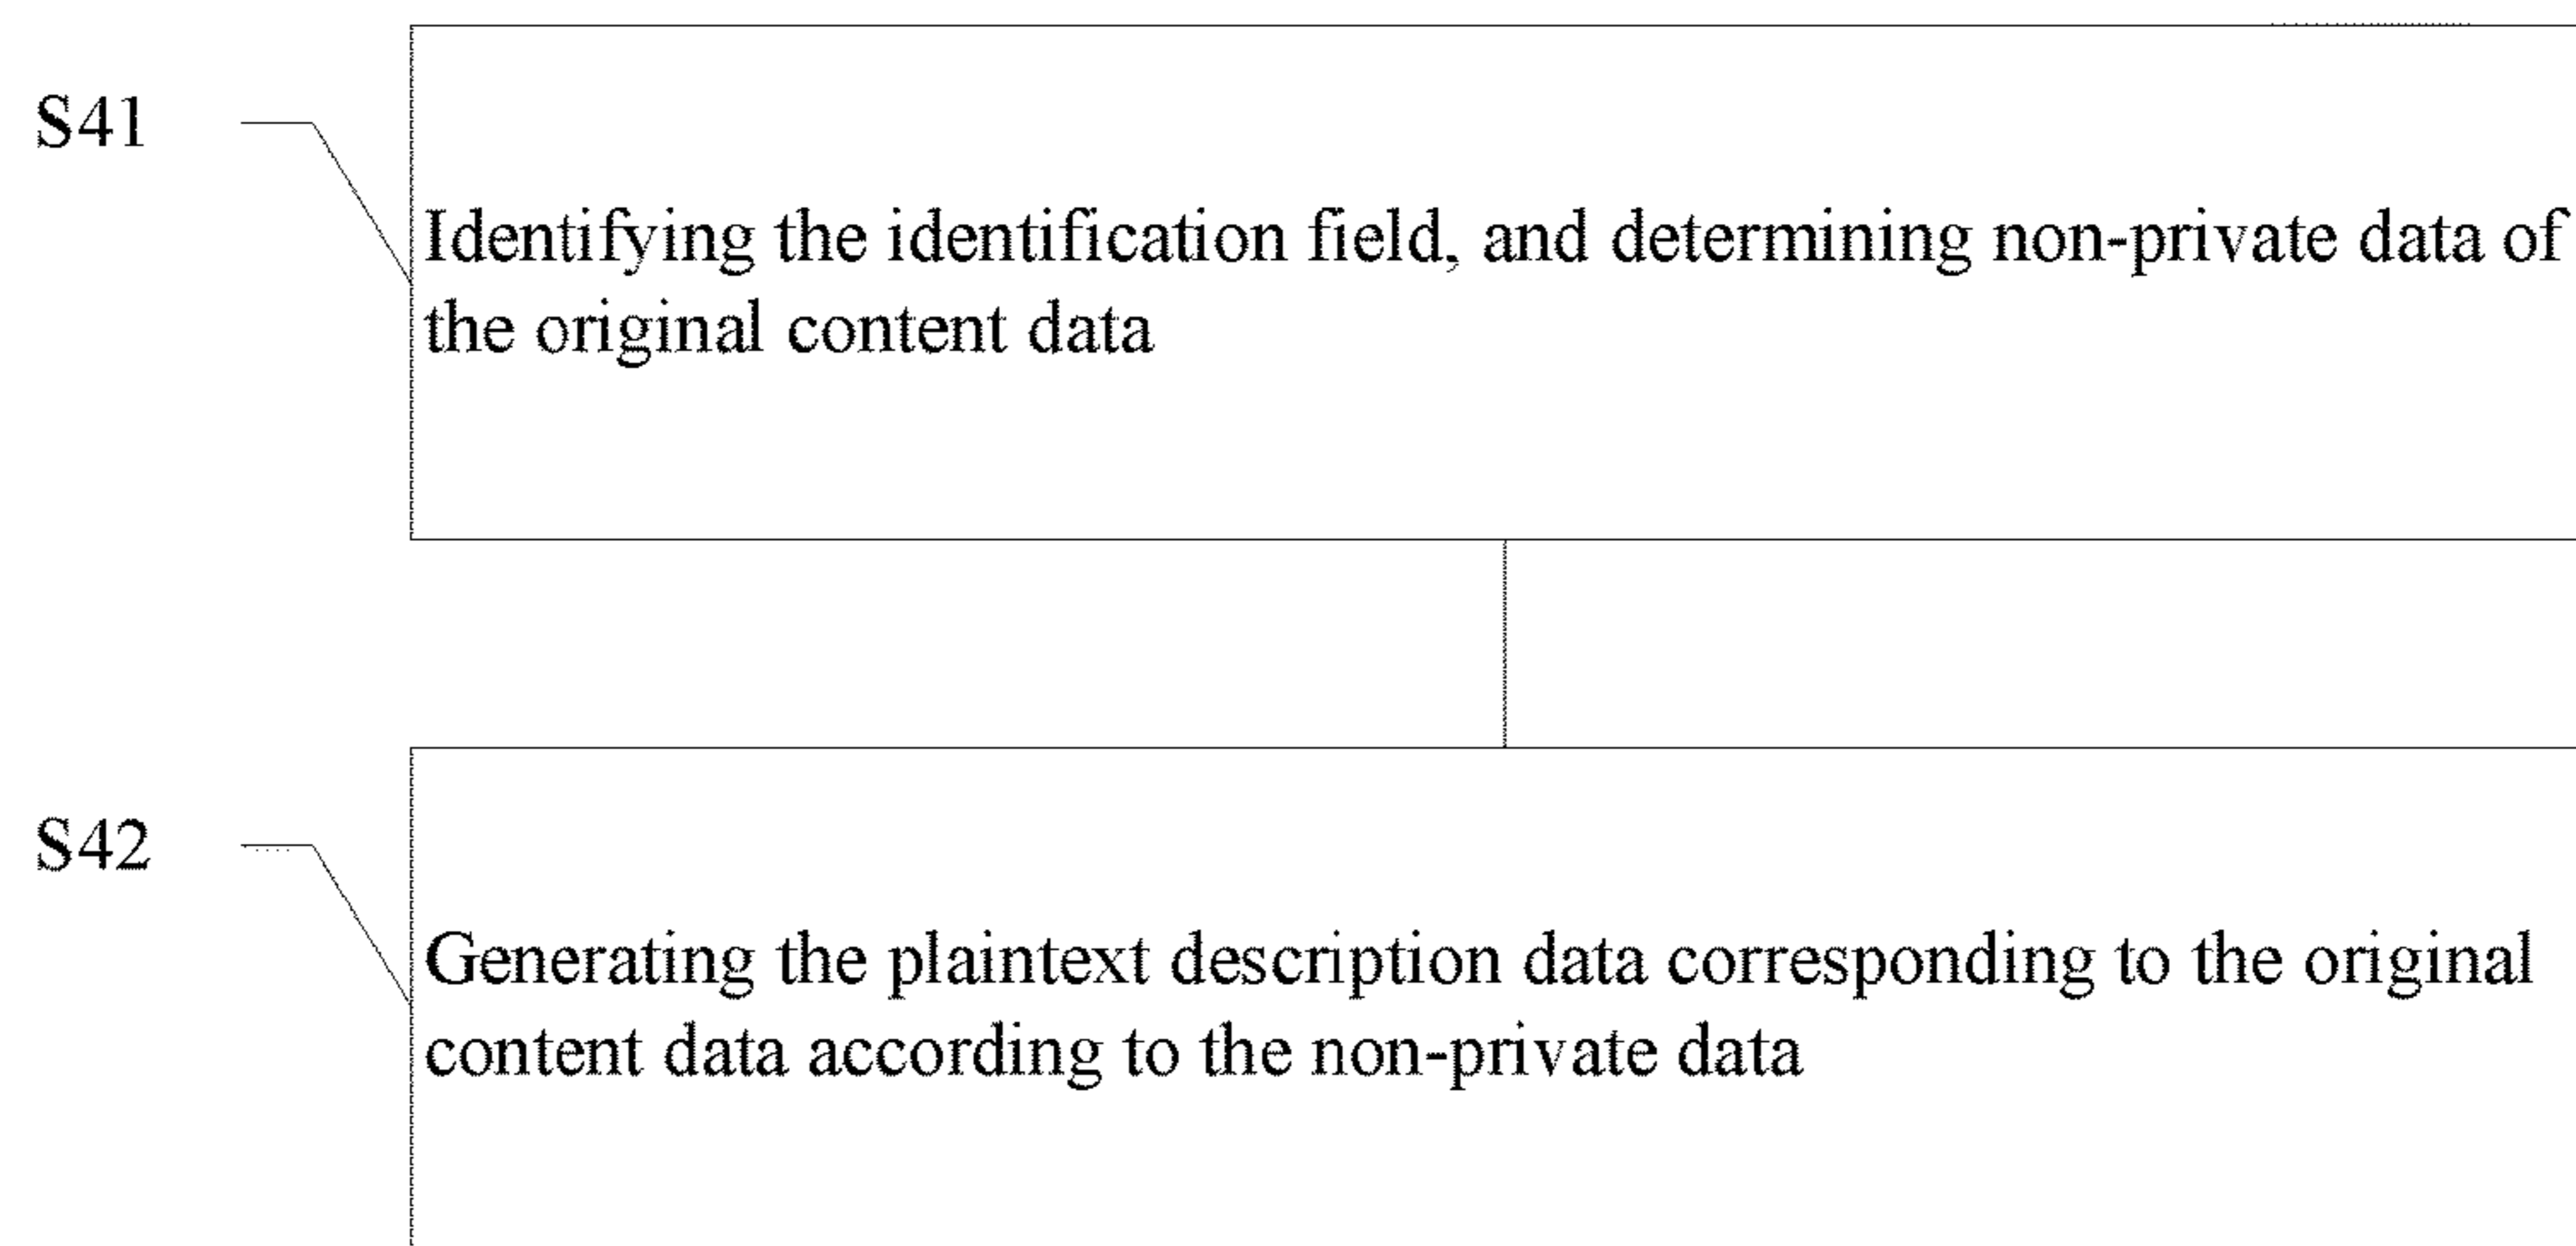 S41
Identifying the identification field, and determining non-private data of
the original content data
S42
Generating the plaintext description data corresponding to the original
content data according to the non-private data